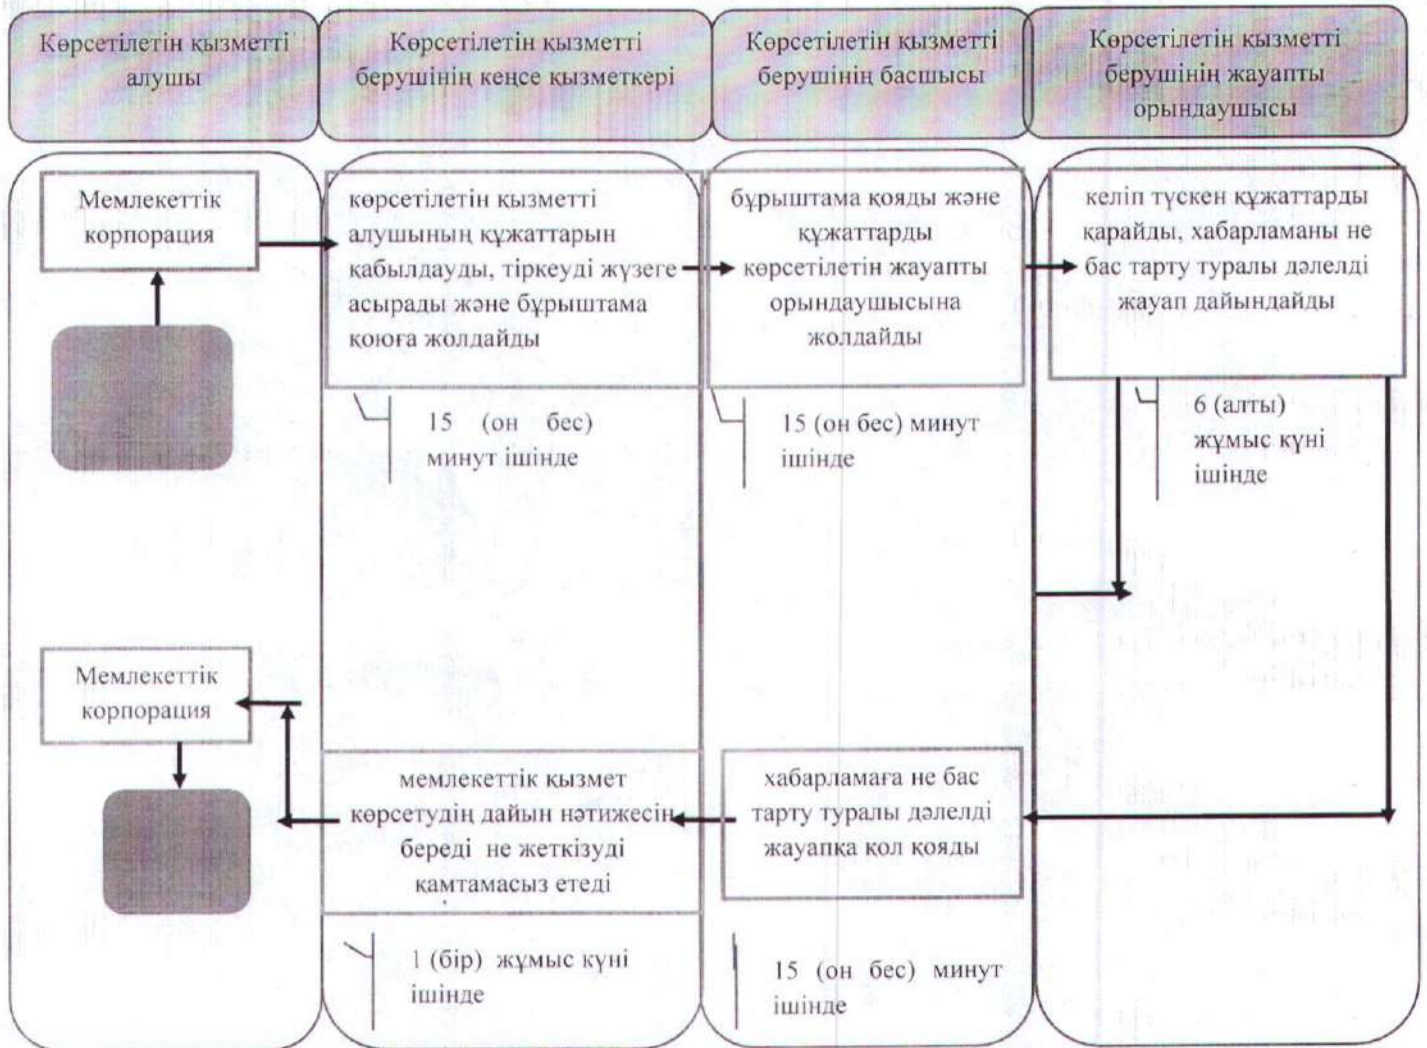 Көрсетілетін қызметті
алушы
Көрсетілетін қызметті
берушінің кеңсе қызметкері
Көрсетілетін қызметті
берушінің басшысы
Көрсетілетін қызметті
берушінің жауапты
орындаушысы
Мемлекеттік
корпорация
көрсетілетін қызметті
алушының құжаттарын
қабылдауды, тіркеуді жүзеге
асырады және бұрыштама
қоюға жолдайды
бұрыштама қояды және
құжаттарды
көрсетілетін жауапты
орындаушысына
жолдайды
келіп түскен құжаттарды
қарайды, хабарламаны не
бас тарту туралы дәлелді
жауап дайындайды
15 (он бес)
минут ішінде
15 (он бес) минут
ішінде
6 (алты)
жұмыс күні
ішінде
Мемлекеттік
корпорация
мемлекеттік қызмет
көрсетудің дайын нәтижесін
береді не жеткізуді
қамтамасыз етеді
хабарламаға не бас
тарту туралы дәлелді
жауапқа қол қояды
1 (бір) жұмыс күні
ішінде
15 (он бес) минут
ішінде